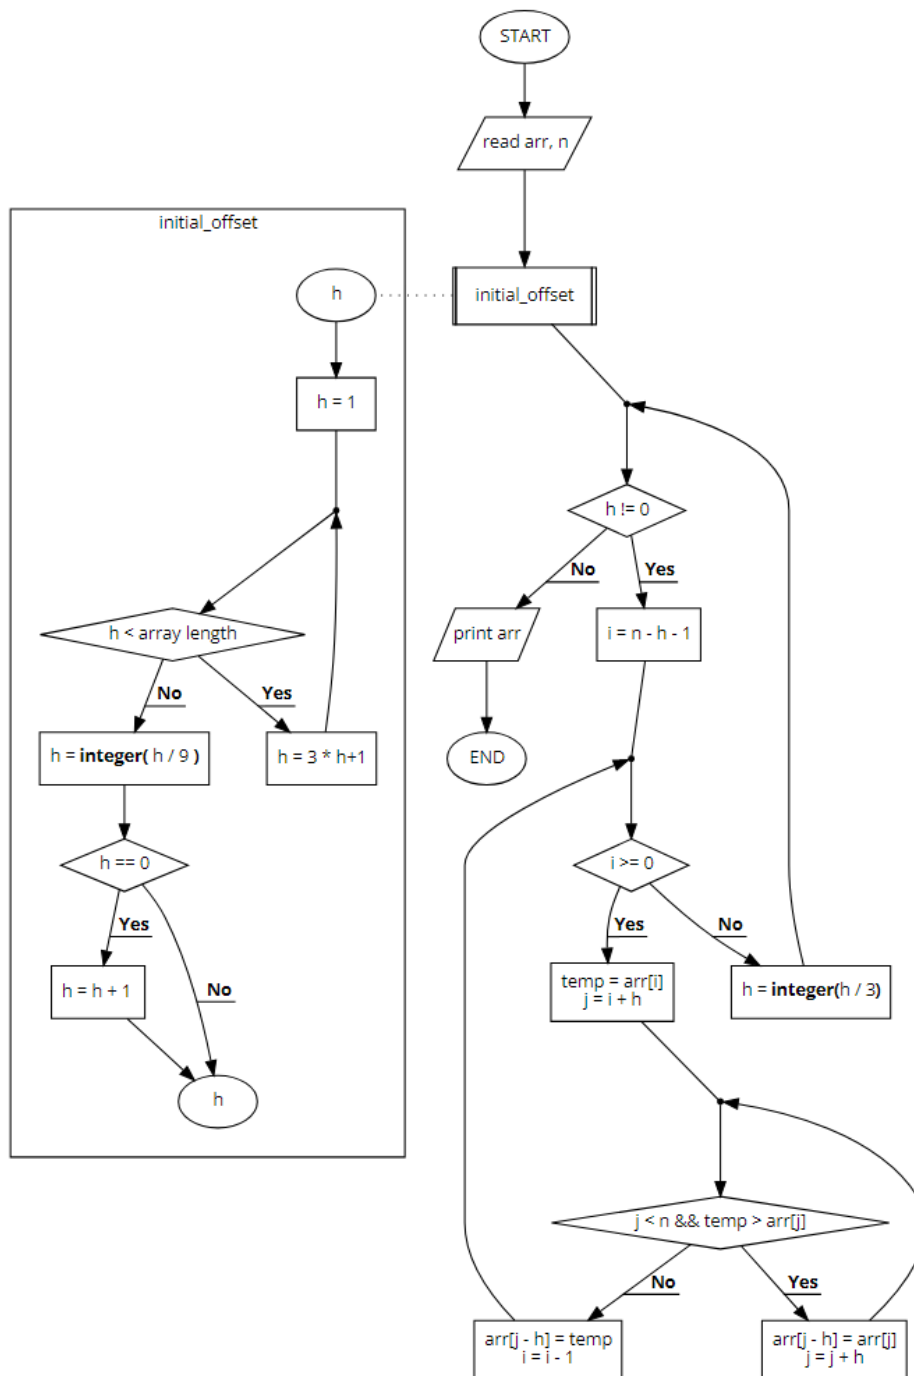 START
read arr, n
initial_offset
h
initial_offset
h = 1
h != 0
No
Yes
h < array length
print arr
i = n - h - 1
No
Yes
h = integer( h / 9 )
h = 3 * h+1
END
h == 0
i >= 0
Yes
Yes
No
h = h + 1
No
temp = arr[i]
j = i + h
h = integer(h / 3)
h
j < n && temp > arr[j]
No
Yes
arr[j - h] = temp
i = i - 1
arr[j - h] = arr[j]
j = j + h